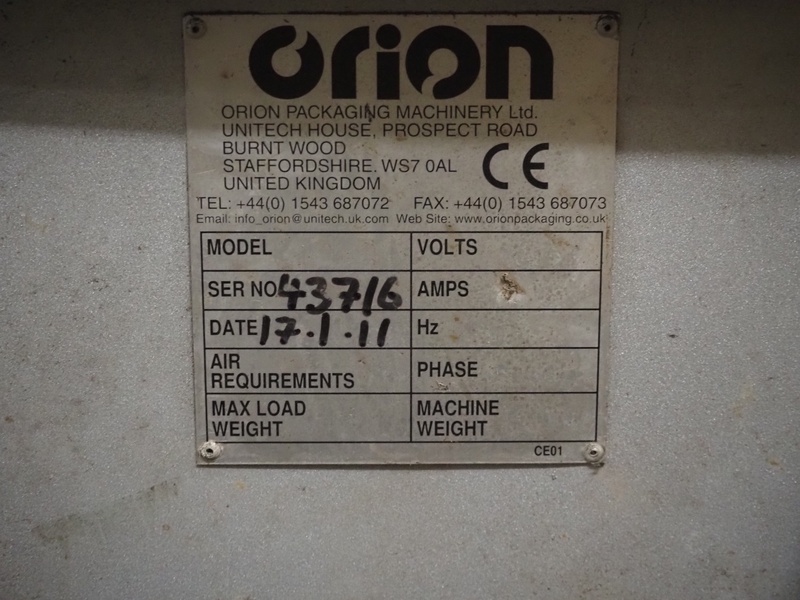 orion
ORION PACKAGING MACHINERY Ltd.
UNITECH HOUSE, PROSPECT ROAD
BURNT WOOD
STAFFORDSHIRE. WS7 0AL
UNITED KINGDOM
CE
TEL: +44(0) 1543 687072 FAX: +44(0) 1543 687073
Email: info_orion@unitech.uk.com Web Site: www.orionpackaging.co.uk
MODEL VOLTS
SER NO 43716 AMPS
DATE 17.1.11 Hz
AIR
REQUIREMENTS PHASE
MAX LOAD MACHINE
WEIGHT WEIGHT
CE01